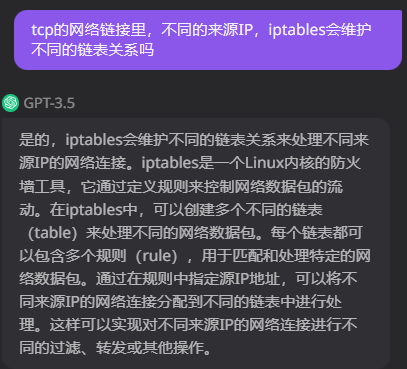 tcp的网络链接里，不同的来源IP，iptables会维护
不同的链表关系吗
GPT-3.5
是的，iptables会维护不同的链表关系来处理不同来
源IP的网络连接。iptables是一个Linux内核的防火
墙工具，它通过定义规则来控制网络数据包的流
动。在iptables中，可以创建多个不同的链表
（table）来处理不同的网络数据包。每个链表都可
以包含多个规则（rule），用于匹配和处理特定的网
络数据包。通过在规则中指定源IP地址，可以将不
同来源IP的网络连接分配到不同的链表中进行处
理。这样可以实现对不同来源IP的网络连接进行不
同的过滤、转发或其他操作。